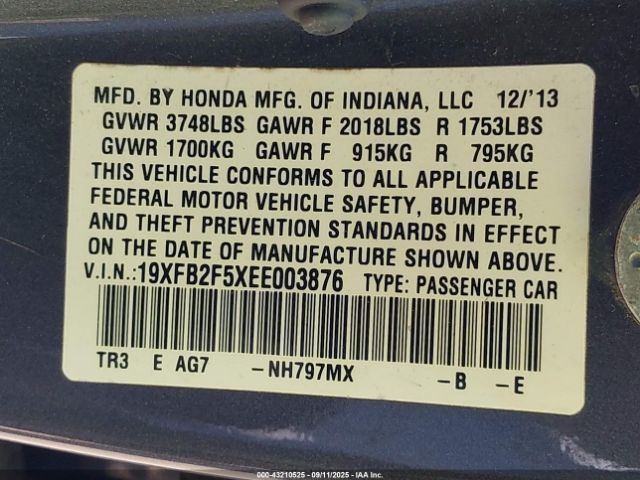 MFD. BY HONDA MFG. OF INDIANA, LLC 12/'13
GVWR 3748LBS GAWR F 2018LBS R 1753LBS
GVWR 1700KG GAWR F 915KG R 795KG
THIS VEHICLE CONFORMS TO ALL APPLICABLE
FEDERAL MOTOR VEHICLE SAFETY, BUMPER,
AND THEFT PREVENTION STANDARDS IN EFFECT
ON THE DATE OF MANUFACTURE SHOWN ABOVE.
V.I.N.:19XFB2F5XEE003876 TYPE: PASSENGER CAR
TR3 E AG7 -NH797MX -B -E
©-43210525 - 09/11/2025 - IAA Inc.